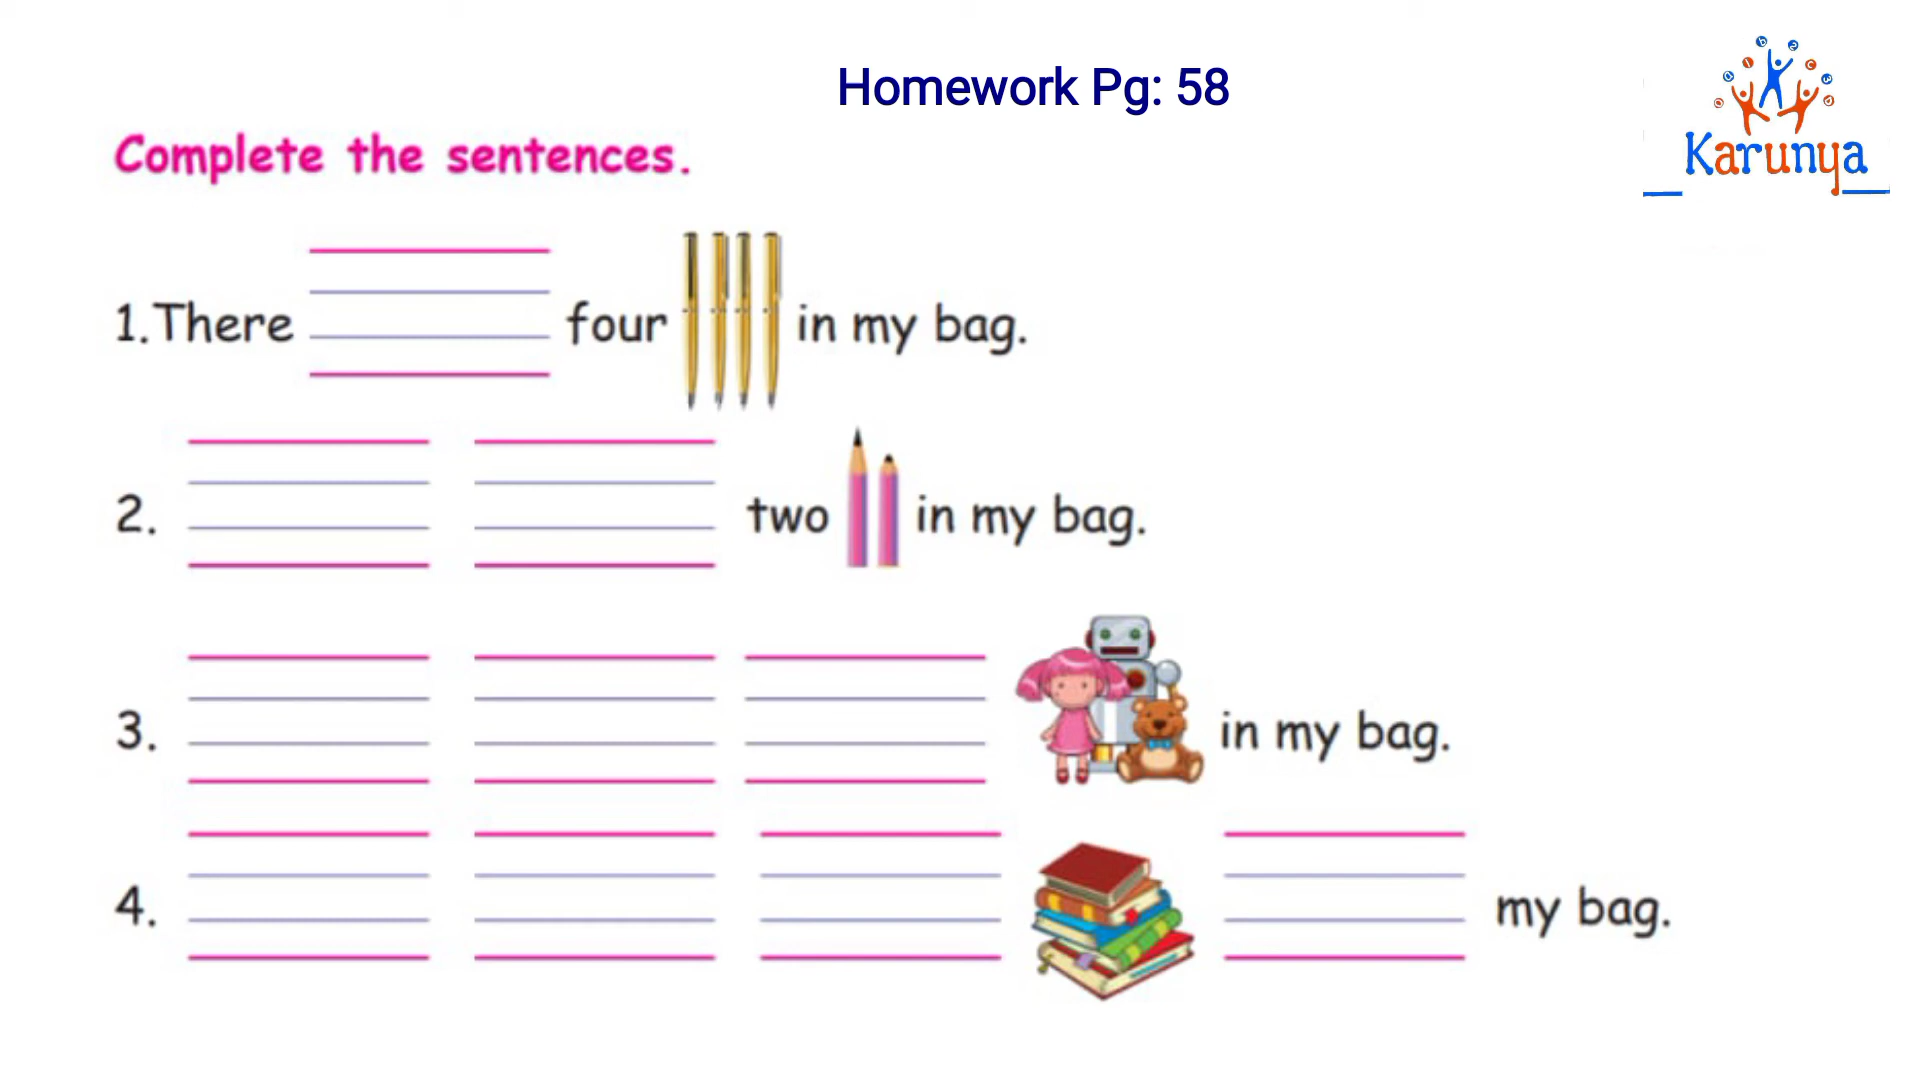 Homework Pg: 58
Karunya
Complete the sentences.
1. There four in my bag.
2. two in my bag.
3. in my bag.
4. my bag.